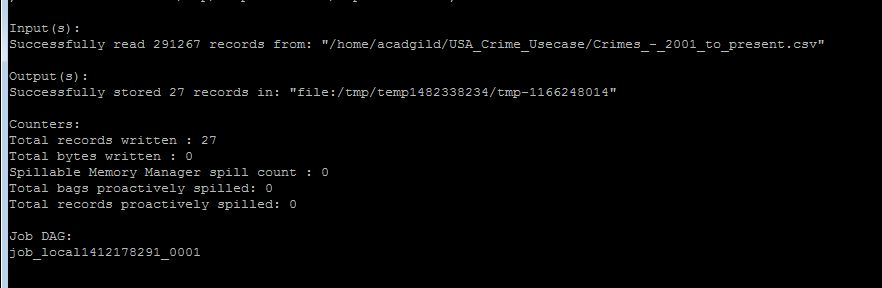 Input(s):
Successfully read 291267 records from: "/home/acadgild/USA_Crime_Usecase/Crimes_-_2001_to_present.csv"
Output(s):
Successfully stored 27 records in: "file:/tmp/temp1482338234/tmp-1166248014"
Counters:
Total records written : 27
Total bytes written : 0
Spillable Memory Manager spill count : 0
Total bags proactively spilled: 0
Total records proactively spilled: 0
Job DAG:
job_local1412178291_0001